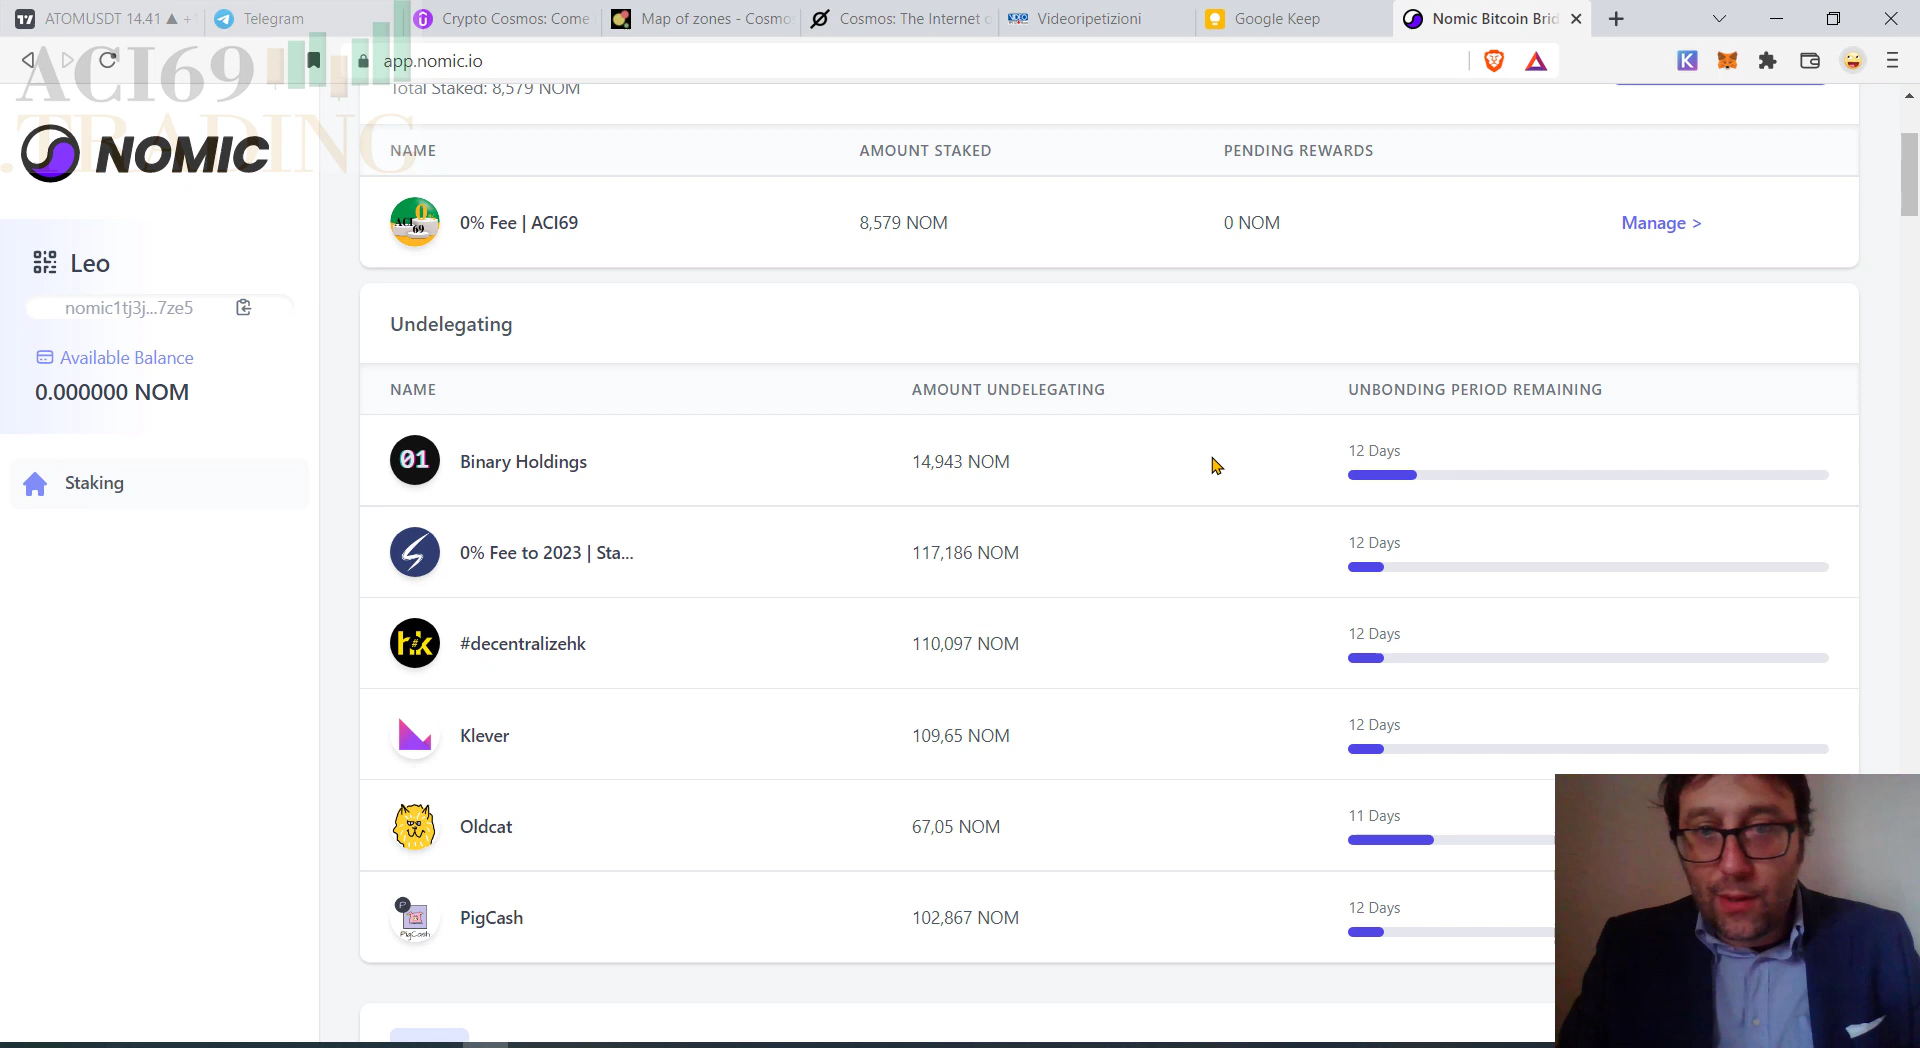 ATOMUSDT 14.41 ▲ +
Telegram
Crypto Cosmos: Come
Map of zones - Cosmo
Cosmos: The Internet o
Videoripetizioni
Google Keep
Nomic Bitcoin Brid
app.nomic.io
ACI69
.TRADING
NOMIC
Leo
nomic1tj3j...7ze5
Available Balance
0.000000 NOM
Staking
Total Staked: 8,579 NOM
NAME AMOUNT STAKED PENDING REWARDS
0% Fee | ACI69 8,579 NOM 0 NOM Manage >
Undelegating
NAME AMOUNT UNDELEGATING UNBONDING PERIOD REMAINING
01 Binary Holdings 14,943 NOM 12 Days
0% Fee to 2023 | Sta... 117,186 NOM 12 Days
#decentralizehk 110,097 NOM 12 Days
Klever 109,65 NOM 12 Days
Oldcat 67,05 NOM 11 Days
PigCash 102,867 NOM 12 Days